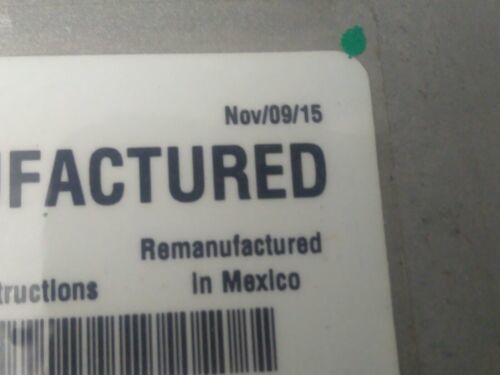 Nov/09/15
FACTURED
Remanufactured
in Mexico
tructions